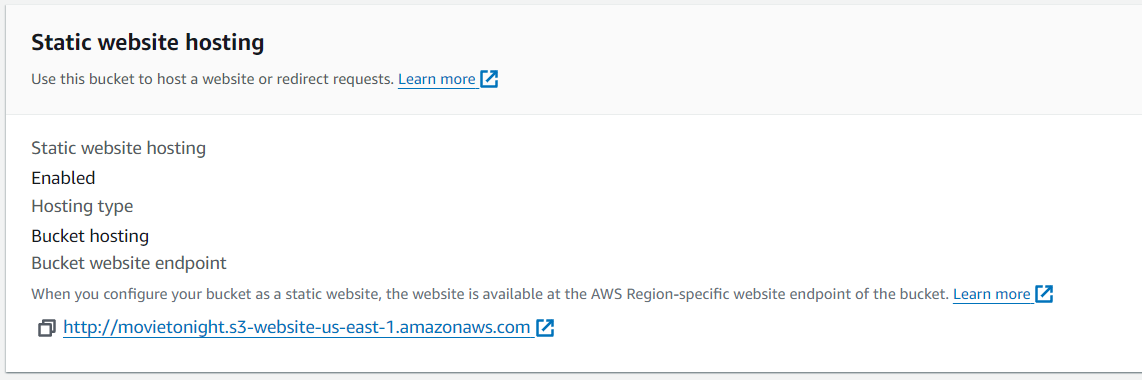 Static website hosting
Use this bucket to host a website or redirect requests. Learn more
Static website hosting
Enabled
Hosting type
Bucket hosting
Bucket website endpoint
When you configure your bucket as a static website, the website is available at the AWS Region-specific website endpoint of the bucket. Learn more
http://movietonight.s3-website-us-east-1.amazonaws.com